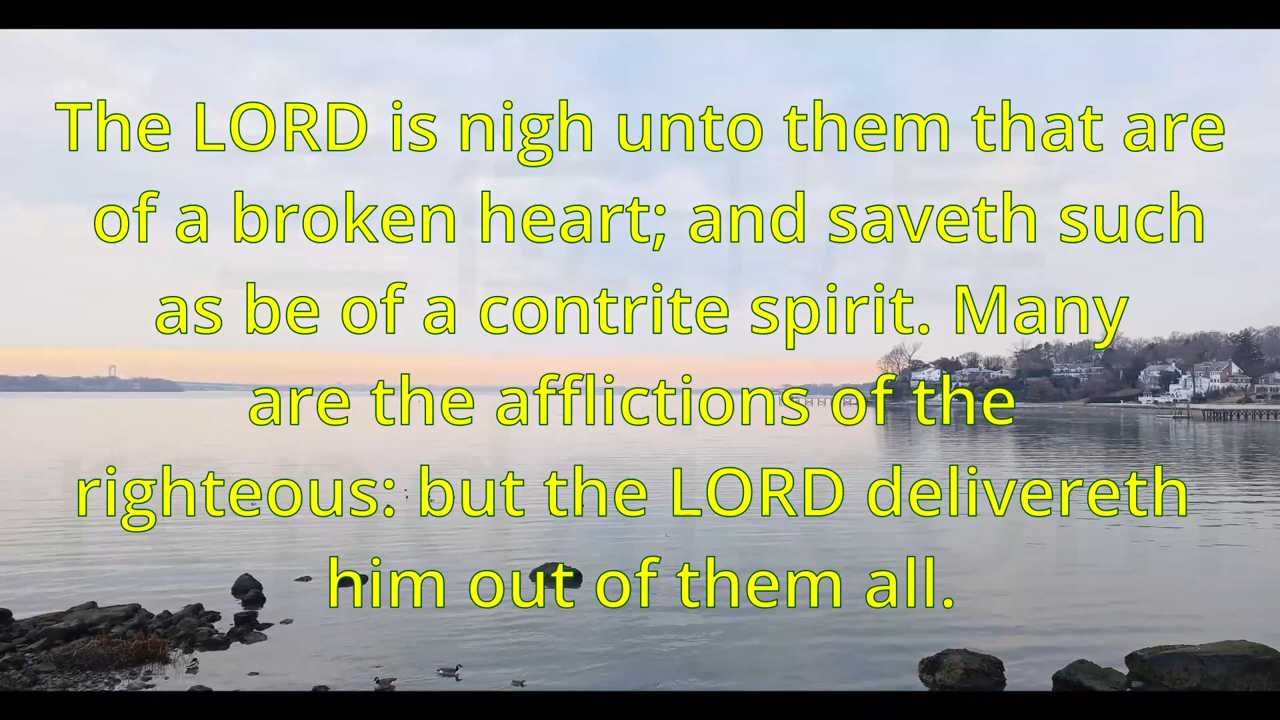 The LORD is nigh unto them that are
of a broken heart; and saveth such
as be of a contrite spirit. Many
are the afflictions of the
righteous: but the LORD delivereth
him out of them all.